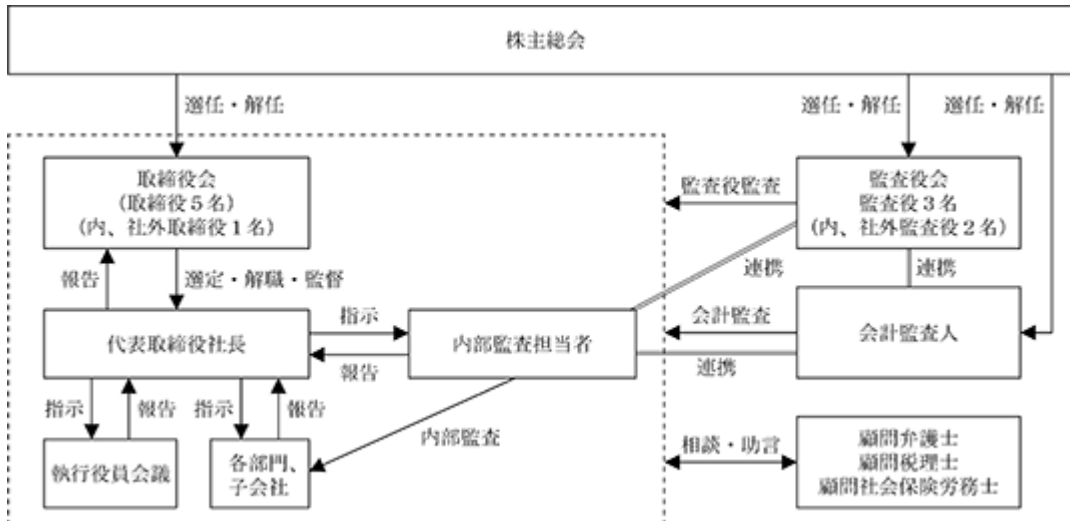 株主総会
選任・解任
選任・解任
選任・解任
取締役会
(取締役5名)
(内、社外取締役1名)
監査役監査
監査役会
監査役3名
(内、社外監査役2名)
報告
選定・解職・監督
連携
連携
代表取締役社長
指示
報告
内部監査担当者
会計監査
連携
会計監査人
指示
報告
指示
報告
内部監査
執行役員会議
各部門、
子会社
相談・助言
顧問弁護士
顧問税理士
顧問社会保険労務士